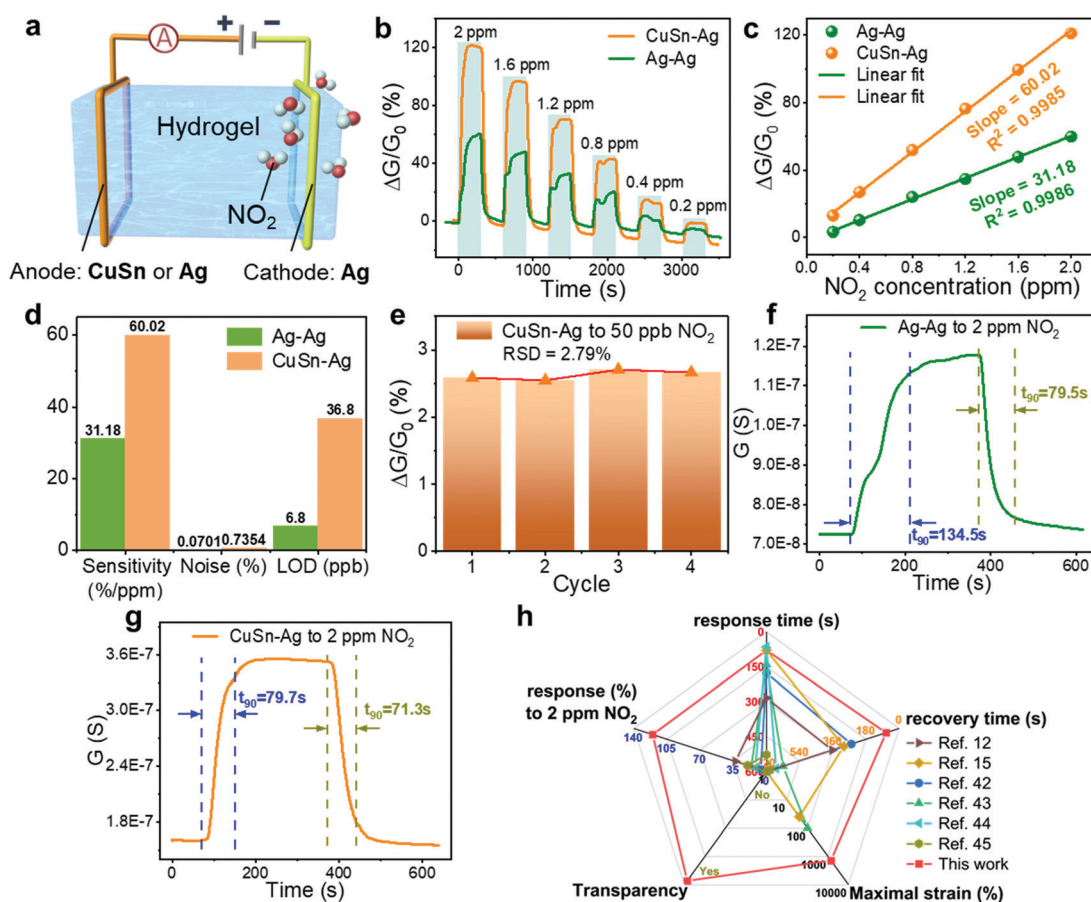 a
A
+ −
Hydrogel
NO2
Anode: CuSn or Ag
Cathode: Ag
b
CuSn-Ag
Ag-Ag
2 ppm
1.6 ppm
1.2 ppm
0.8 ppm
0.4 ppm
0.2 ppm
ΔG/G0 (%)
120
80
40
0
0 1000 2000 3000
Time (s)
c
Ag-Ag
CuSn-Ag
Linear fit
Linear fit
Slope = 60.02
R2 = 0.9985
Slope = 31.18
R2 = 0.9986
ΔG/G0 (%)
120
80
40
0
0.4 0.8 1.2 1.6 2.0
NO2 concentration (ppm)
d
Ag-Ag
CuSn-Ag
60
40
20
0
31.18
60.02
0.0701
0.7354
6.8
36.8
Sensitivity
(%/ppm)
Noise (%)
LOD (ppb)
e
CuSn-Ag to 50 ppb NO2
RSD = 2.79%
ΔG/G0 (%)
3
2
1
0
1 2 3 4
Cycle
f
Ag-Ag to 2 ppm NO2
G (S)
1.2E-7
1.1E-7
9.0E-8
8.0E-8
7.0E-8
t90=134.5s
t90=79.5s
0 200 400 600
Time (s)
g
CuSn-Ag to 2 ppm NO2
G (S)
3.6E-7
3.0E-7
2.4E-7
1.8E-7
t90=79.7s
t90=71.3s
0 200 400 600
Time (s)
h
response time (s)
0
150
300
450
600
response (%)
to 2 ppm NO2
140
105
70
35
0
recovery time (s)
0
180
360
540
Transparency
No
Yes
Maximal strain (%)
10
100
1000
10000
Ref. 12
Ref. 15
Ref. 42
Ref. 43
Ref. 44
Ref. 45
This work